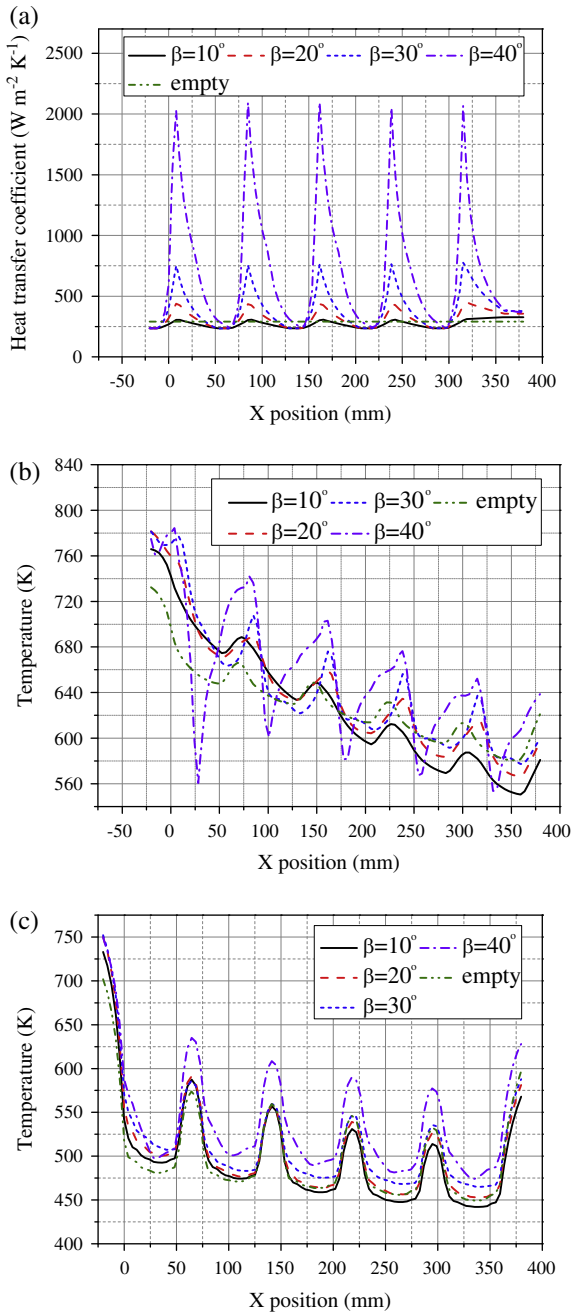 (a)
Heat transfer coefficient (W m⁻² K⁻¹)
β=10° β=20° β=30° β=40°
empty
2500
2000
1750
1250
1000
500
250
0
-50 0 50 100 150 200 250 300 350 400
X position (mm)
(b)
Temperature (K)
β=10° β=30° empty
β=20° β=40°
840
800
760
720
680
640
600
560
-50 0 50 100 150 200 250 300 350 400
X position (mm)
(c)
Temperature (K)
β=10° β=40°
β=20° empty
β=30°
750
700
650
600
550
500
450
400
0 50 100 150 200 250 300 350 400
X position (mm)